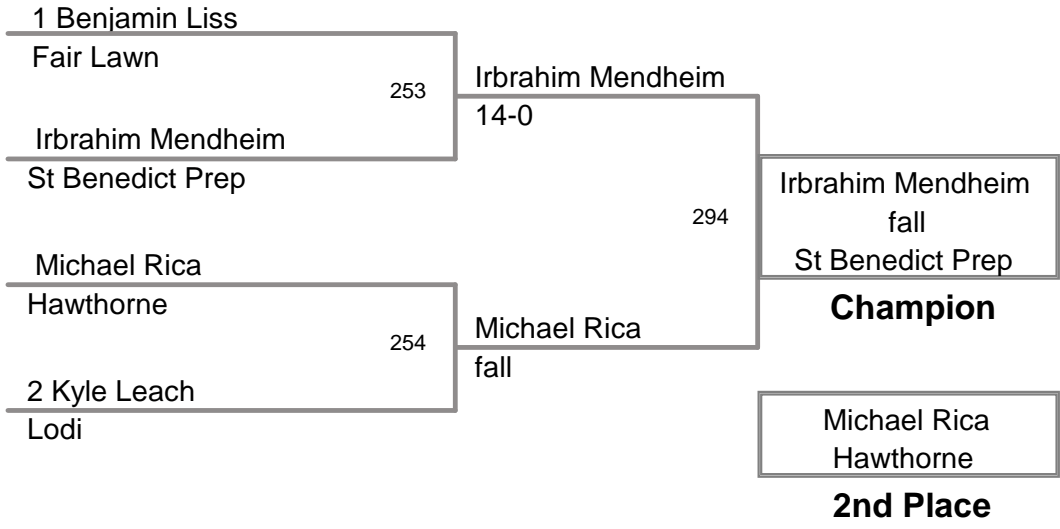 1 Benjamin Liss
Fair Lawn
253
Irbrahim Mendheim
14-0
Irbrahim Mendheim
St Benedict Prep
Irbrahim Mendheim
fall
St Benedict Prep
294
Champion
Michael Rica
Hawthorne
254
Michael Rica
fall
2 Kyle Leach
Lodi
Michael Rica
Hawthorne
2nd Place